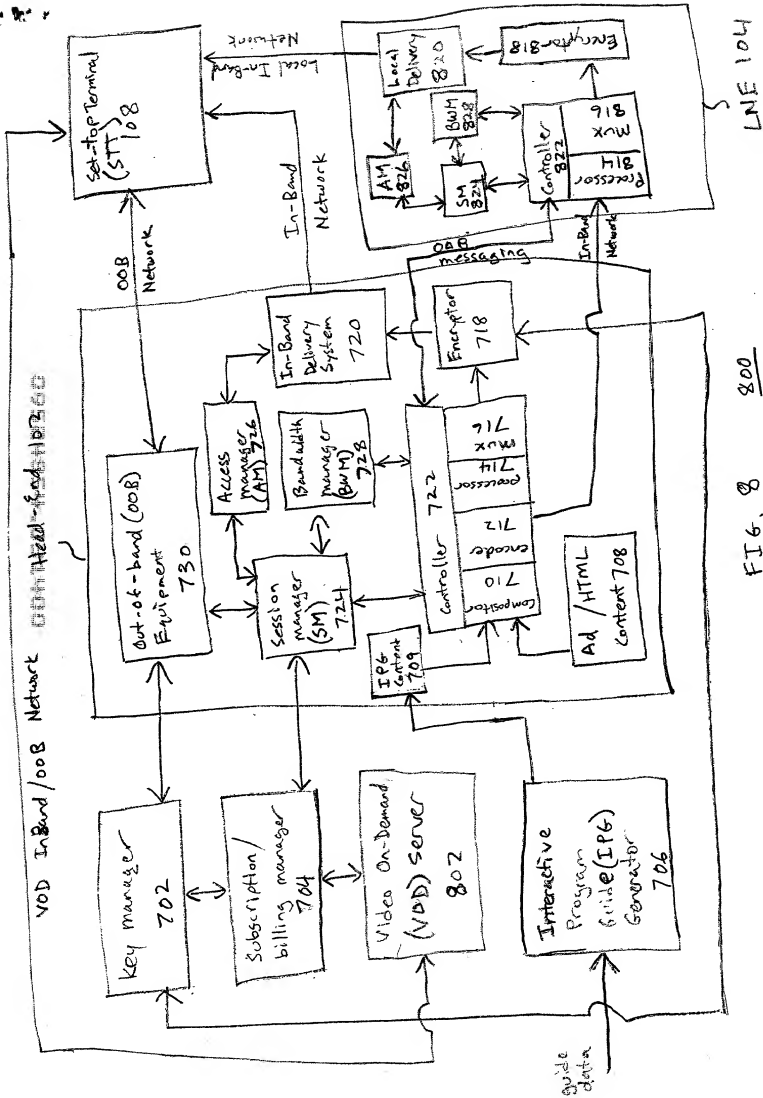 VOD InBand/OOB Network
Head-End 102
Key manager
702
Subscription/
billing manager
704
Video On-Demand
(VOD) Server
802
Interactive
Program
Guide(IPG)
Generator
706
guide
data
Out-of-band (OOB)
Equipment
730
Session
manager
(SM)
724
Access
manager
(AM) 726
Bandwidth
manager
(BWM)
728
In-Band
Delivery
System
720
IPG
Content
709
Controller 722
Compositor
710
encoder
712
processor
714
mux
716
Encryptor
718
Ad /HTML
Content 708
OOB
Network
In-Band
Network
OOB
messaging
In-Band
Network
Set-top Terminal
(STT)
108
Local In-Band
Network
Local
Delivery
820
AM
826
BWM
828
SM
824
Controller
822
Processor
814
Mux
816
Encryptor 818
LNE 104
FIG. 8
800